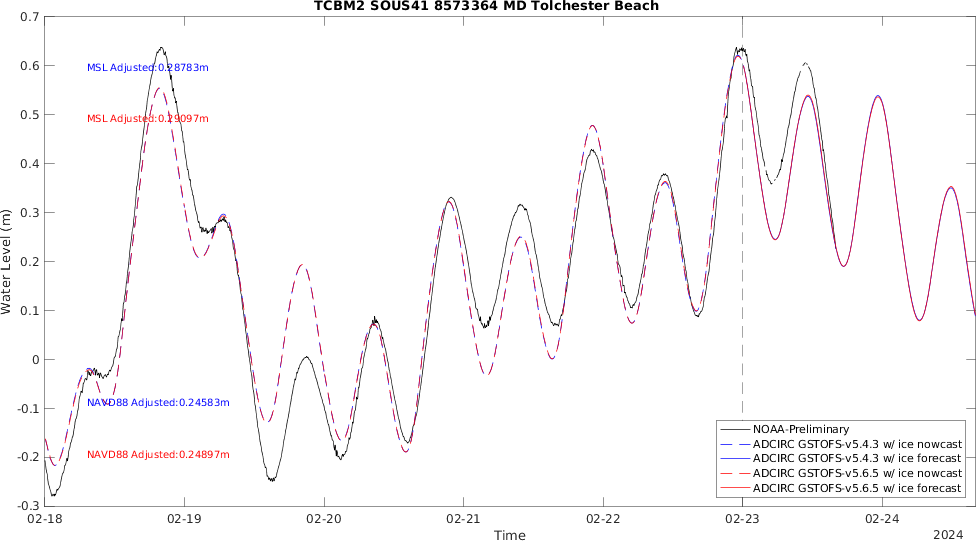 TCBM2 SOUS41 8573364 MD Tolchester Beach
0.7
0.6
0.5
0.4
0.3
0.2
0.1
0
-0.1
-0.2
-0.3
Water Level (m)
MSL Adjusted:0.28783m
MSL Adjusted:0.29097m
NAVD88 Adjusted:0.24583m
NAVD88 Adjusted:0.24897m
NOAA-Preliminary
ADCIRC GSTOFS-v5.4.3 w/ ice nowcast
ADCIRC GSTOFS-v5.4.3 w/ ice forecast
ADCIRC GSTOFS-v5.6.5 w/ ice nowcast
ADCIRC GSTOFS-v5.6.5 w/ ice forecast
02-18 02-19 02-20 02-21 02-22 02-23 02-24
Time
2024